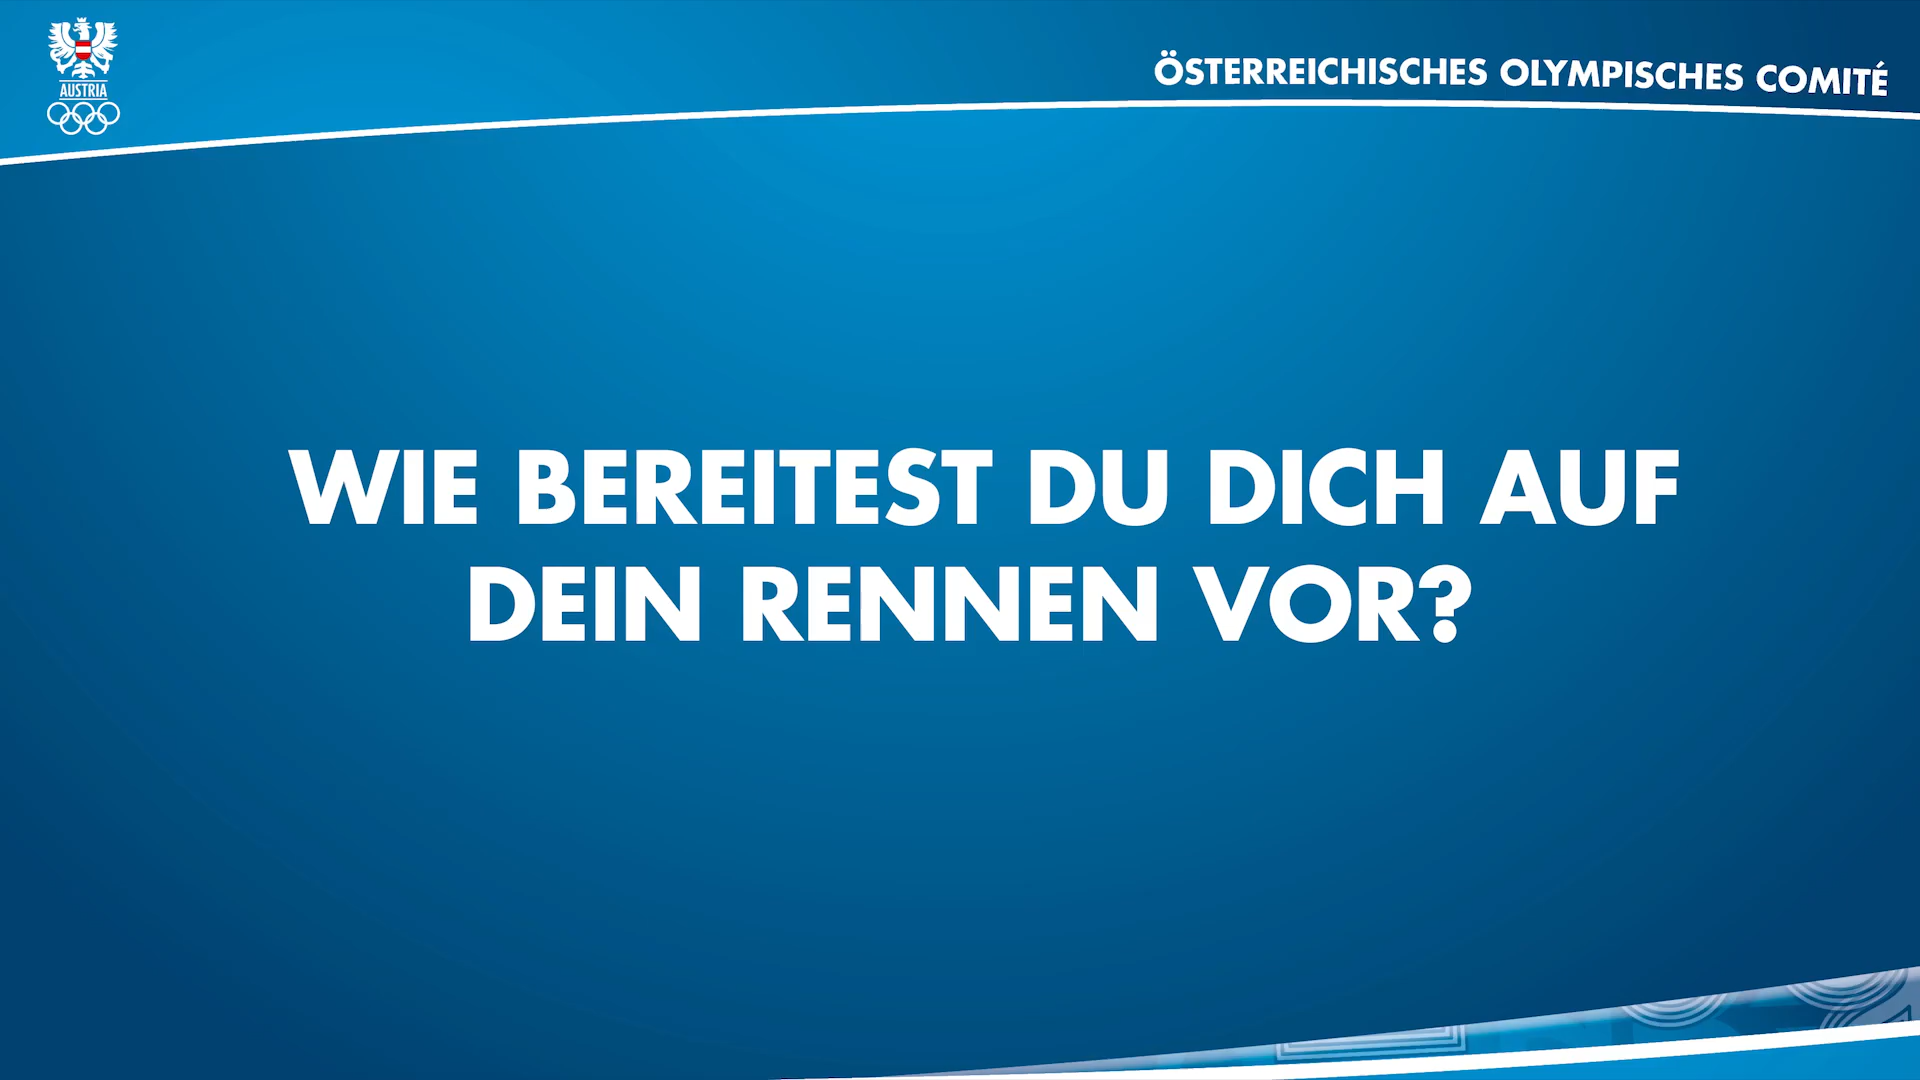 AUSTRIA
ÖSTERREICHISCHES OLYMPISCHES COMITÉ
WIE BEREITEST DU DICH AUF
DEIN RENNEN VOR?